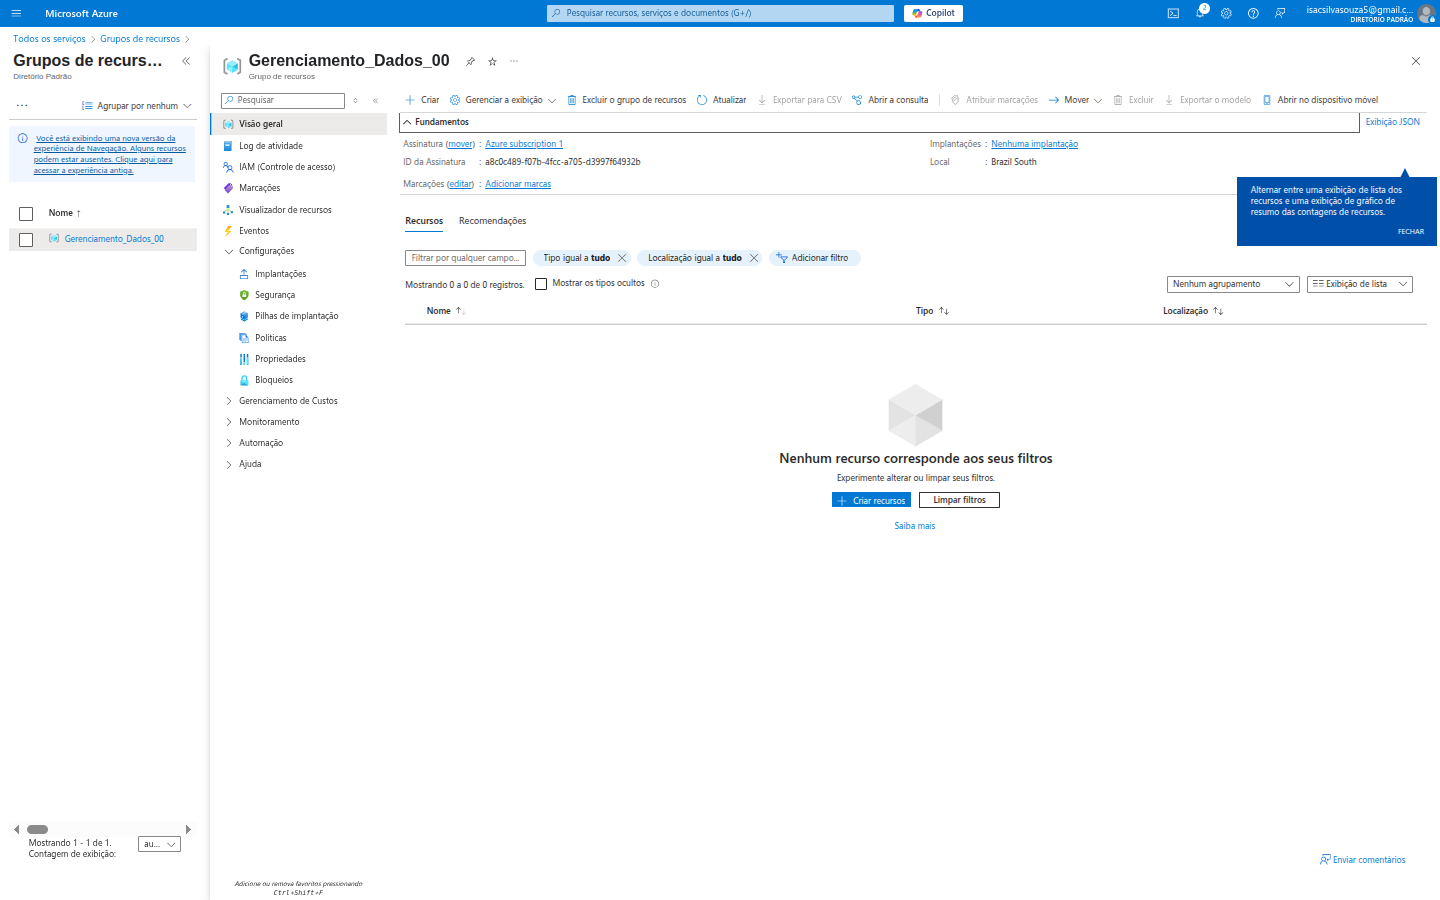 Microsoft Azure
Pesquisar recursos, serviços e documentos (G+/)
Copilot
2
isacsilvasouza5@gmail.c...
DIRETÓRIO PADRÃO
Todos os serviços > Grupos de recursos >
Grupos de recurs...
Diretório Padrão
Agrupar por nenhum
Você está exibindo uma nova versão da
experiência de Navegação. Alguns recursos
podem estar ausentes. Clique aqui para
acessar a experiência antiga.
Nome ↑
Gerenciamento_Dados_00
Mostrando 1 - 1 de 1.
Contagem de exibição:
au...
Gerenciamento_Dados_00
Grupo de recursos
Pesquisar
Visão geral
Log de atividade
IAM (Controle de acesso)
Marcações
Visualizador de recursos
Eventos
Configurações
Implantações
Segurança
Pilhas de implantação
Políticas
Propriedades
Bloqueios
Gerenciamento de Custos
Monitoramento
Automação
Ajuda
Adicione ou remova favoritos pressionando
Ctrl+Shift+F
Criar
Gerenciar a exibição
Excluir o grupo de recursos
Atualizar
Exportar para CSV
Abrir a consulta
Atribuir marcações
Mover
Excluir
Exportar o modelo
Abrir no dispositivo móvel
Fundamentos
Exibição JSON
Assinatura (mover) : Azure subscription 1
Implantações : Nenhuma implantação
ID da Assinatura : a8c0c489-f07b-4fcc-a705-d3997f64932b
Local : Brazil South
Marcações (editar) : Adicionar marcas
Alternar entre uma exibição de lista dos
recursos e uma exibição de gráfico de
resumo das contagens de recursos.
FECHAR
Recursos
Recomendações
Filtrar por qualquer campo...
Tipo igual a tudo
Localização igual a tudo
Adicionar filtro
Mostrando 0 a 0 de 0 registros.
Mostrar os tipos ocultos
Nenhum agrupamento
Exibição de lista
Nome ↑↓
Tipo ↑↓
Localização ↑↓
Nenhum recurso corresponde aos seus filtros
Experimente alterar ou limpar seus filtros.
Criar recursos
Limpar filtros
Saiba mais
Enviar comentários